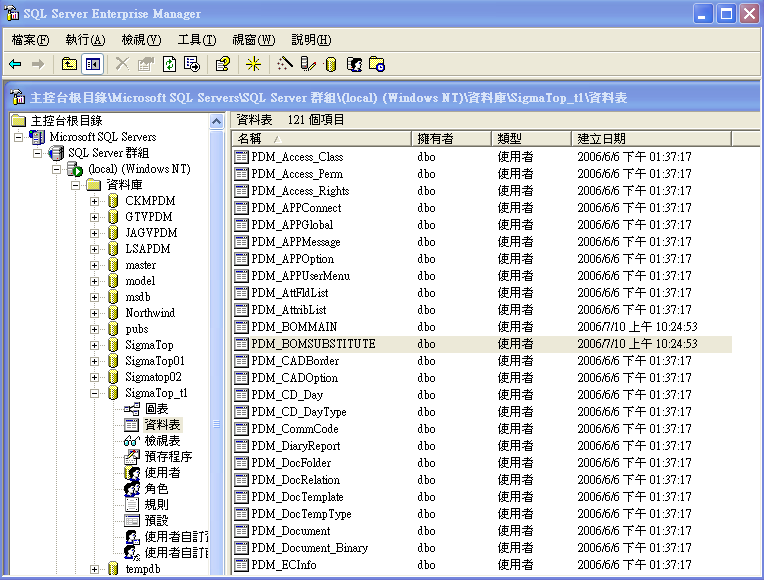 SQL Server Enterprise Manager
檔案(F) 執行(A) 檢視(V) 工具(T) 視窗(W) 說明(H)
主控台根目錄\Microsoft SQL Servers\SQL Server 群組\(local) (Windows NT)\資料庫\SigmaTop_t1\資料表
主控台根目錄
Microsoft SQL Servers
SQL Server 群組
(local) (Windows NT)
資料庫
CKMPDM
GTVPDM
JAGVPDM
LSAPDM
master
model
msdb
Northwind
pubs
SigmaTop
SigmaTop01
Sigmatop02
SigmaTop_t1
圖表
資料表
檢視表
預存程序
使用者
角色
規則
預設
使用者自訂
使用者自訂
tempdb
資料表 121 個項目
名稱 擁有者 類型 建立日期
PDM_Access_Class dbo 使用者 2006/6/6 下午 01:37:17
PDM_Access_Perm dbo 使用者 2006/6/6 下午 01:37:17
PDM_Access_Rights dbo 使用者 2006/6/6 下午 01:37:17
PDM_APPConnect dbo 使用者 2006/6/6 下午 01:37:17
PDM_APPGlobal dbo 使用者 2006/6/6 下午 01:37:17
PDM_APPMessage dbo 使用者 2006/6/6 下午 01:37:17
PDM_APPOption dbo 使用者 2006/6/6 下午 01:37:17
PDM_APPUserMenu dbo 使用者 2006/6/6 下午 01:37:17
PDM_AttFldList dbo 使用者 2006/6/6 下午 01:37:17
PDM_AttribList dbo 使用者 2006/6/6 下午 01:37:17
PDM_BOMMAIN dbo 使用者 2006/7/10 上午 10:24:53
PDM_BOMSUBSTITUTE dbo 使用者 2006/7/10 上午 10:24:53
PDM_CADBorder dbo 使用者 2006/6/6 下午 01:37:17
PDM_CADOption dbo 使用者 2006/6/6 下午 01:37:17
PDM_CD_Day dbo 使用者 2006/6/6 下午 01:37:17
PDM_CD_DayType dbo 使用者 2006/6/6 下午 01:37:17
PDM_CommCode dbo 使用者 2006/6/6 下午 01:37:17
PDM_DiaryReport dbo 使用者 2006/6/6 下午 01:37:17
PDM_DocFolder dbo 使用者 2006/6/6 下午 01:37:17
PDM_DocRelation dbo 使用者 2006/6/6 下午 01:37:17
PDM_DocTemplate dbo 使用者 2006/6/6 下午 01:37:17
PDM_DocTempType dbo 使用者 2006/6/6 下午 01:37:17
PDM_Document dbo 使用者 2006/6/6 下午 01:37:17
PDM_Document_Binary dbo 使用者 2006/6/6 下午 01:37:17
PDM_ECInfo dbo 使用者 2006/6/6 下午 01:37:17